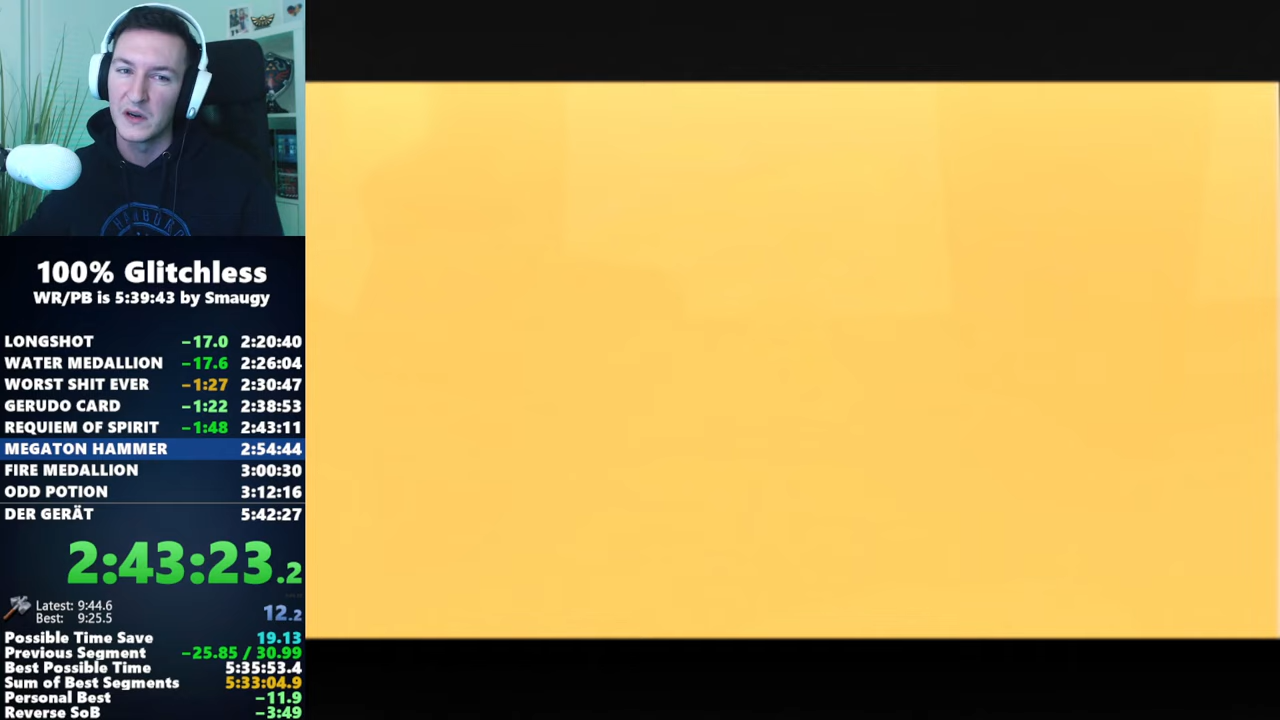 100% Glitchless
WR/PB is 5:39:43 by Smaugy
LONGSHOT -17.0 2:20:40
WATER MEDALLION -17.6 2:26:04
WORST SHIT EVER -1:27 2:30:47
GERUDO CARD -1:22 2:38:53
REQUIEM OF SPIRIT -1:48 2:43:11
MEGATON HAMMER 2:54:44
FIRE MEDALLION 3:00:30
ODD POTION 3:12:16
DER GERÄT 5:42:27
2:43:23.2
Latest: 9:44.6
Best: 9:25.5
12.2
Possible Time Save 19.13
Previous Segment -25.85 / 30.99
Best Possible Time 5:35:53.4
Sum of Best Segments 5:33:04.9
Personal Best -11.9
Reverse SoB -3:49